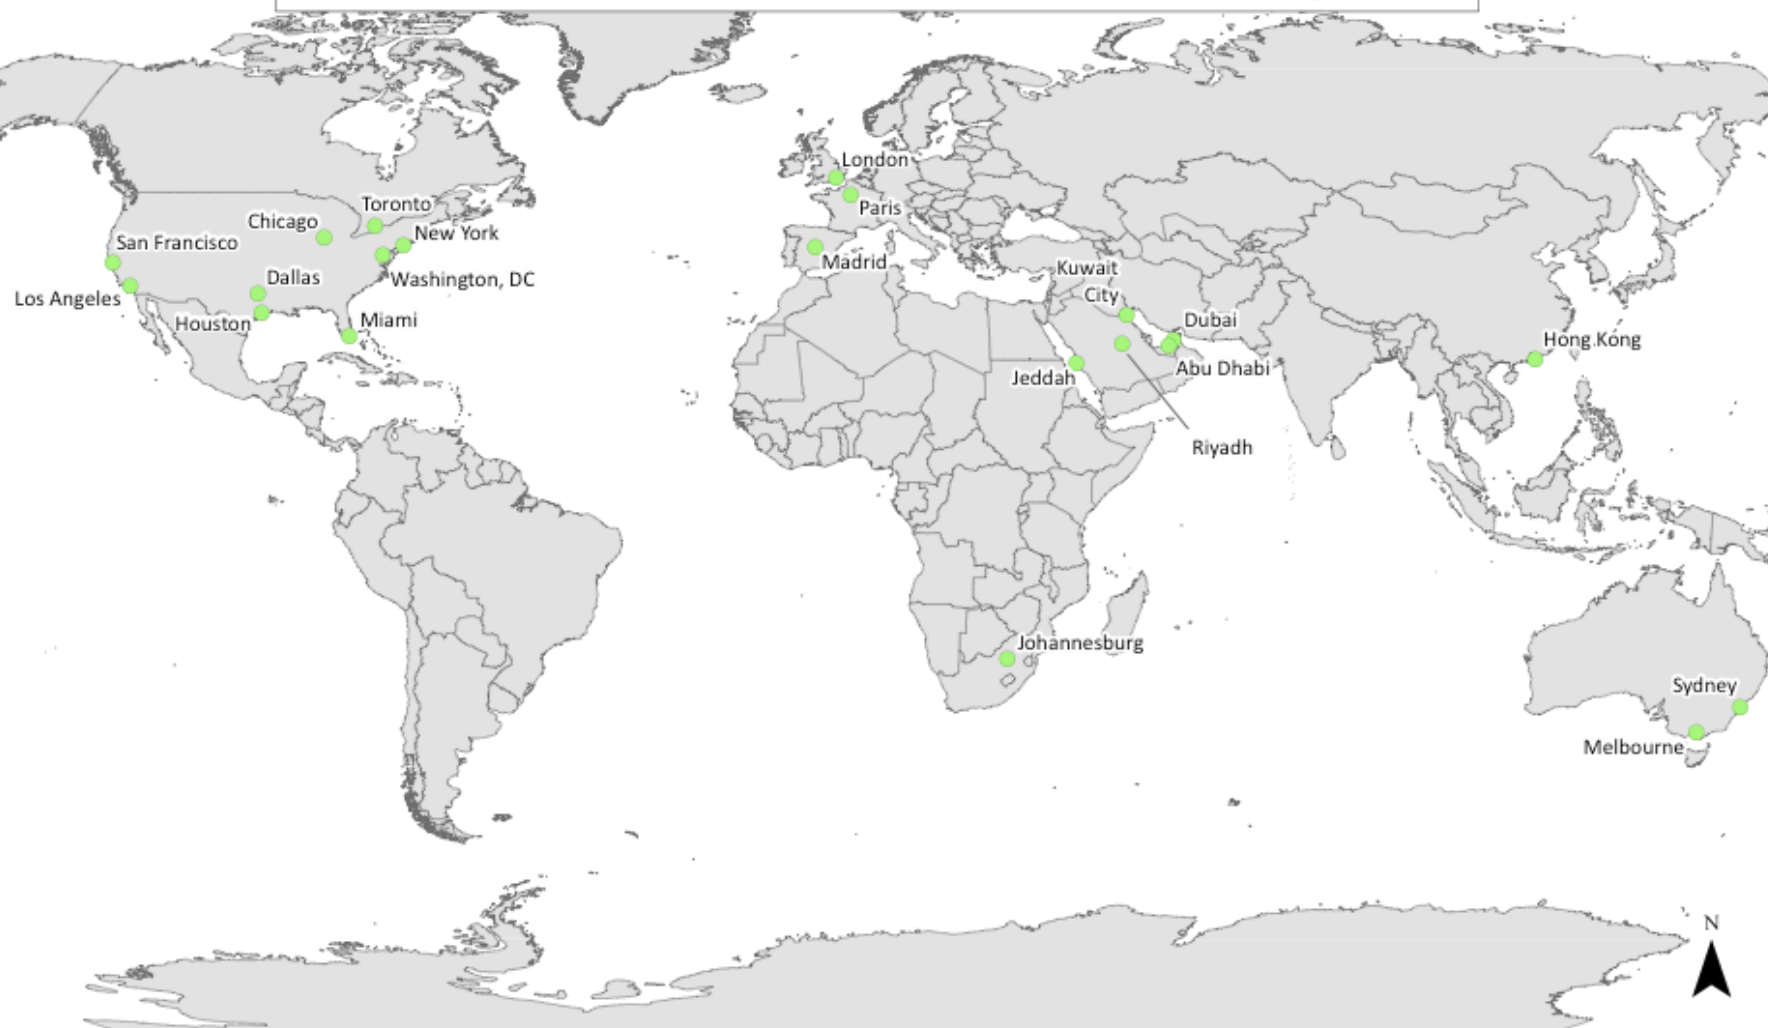 London
Paris
Toronto
Chicago
New York
San Francisco
Madrid
Washington, DC
Dallas
Kuwait
City
Los Angeles
Houston
Miami
Dubai
Hong Kong
Abu Dhabi
Jeddah
Riyadh
Johannesburg
Sydney
Melbourne
N